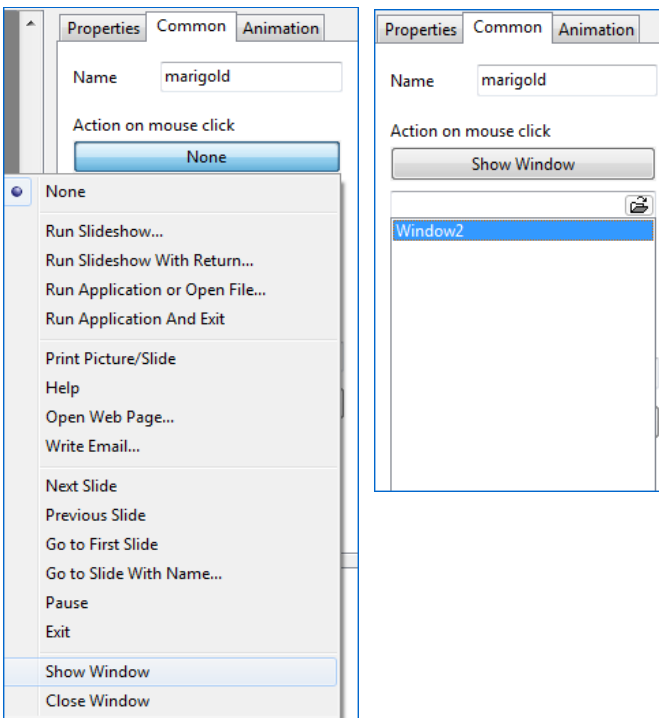 Properties Common Animation
Name marigold
Action on mouse click
None
None
Run Slideshow...
Run Slideshow With Return...
Run Application or Open File...
Run Application And Exit
Print Picture/Slide
Help
Open Web Page...
Write Email...
Next Slide
Previous Slide
Go to First Slide
Go to Slide With Name...
Pause
Exit
Show Window
Close Window
Properties Common Animation
Name marigold
Action on mouse click
Show Window
Window2